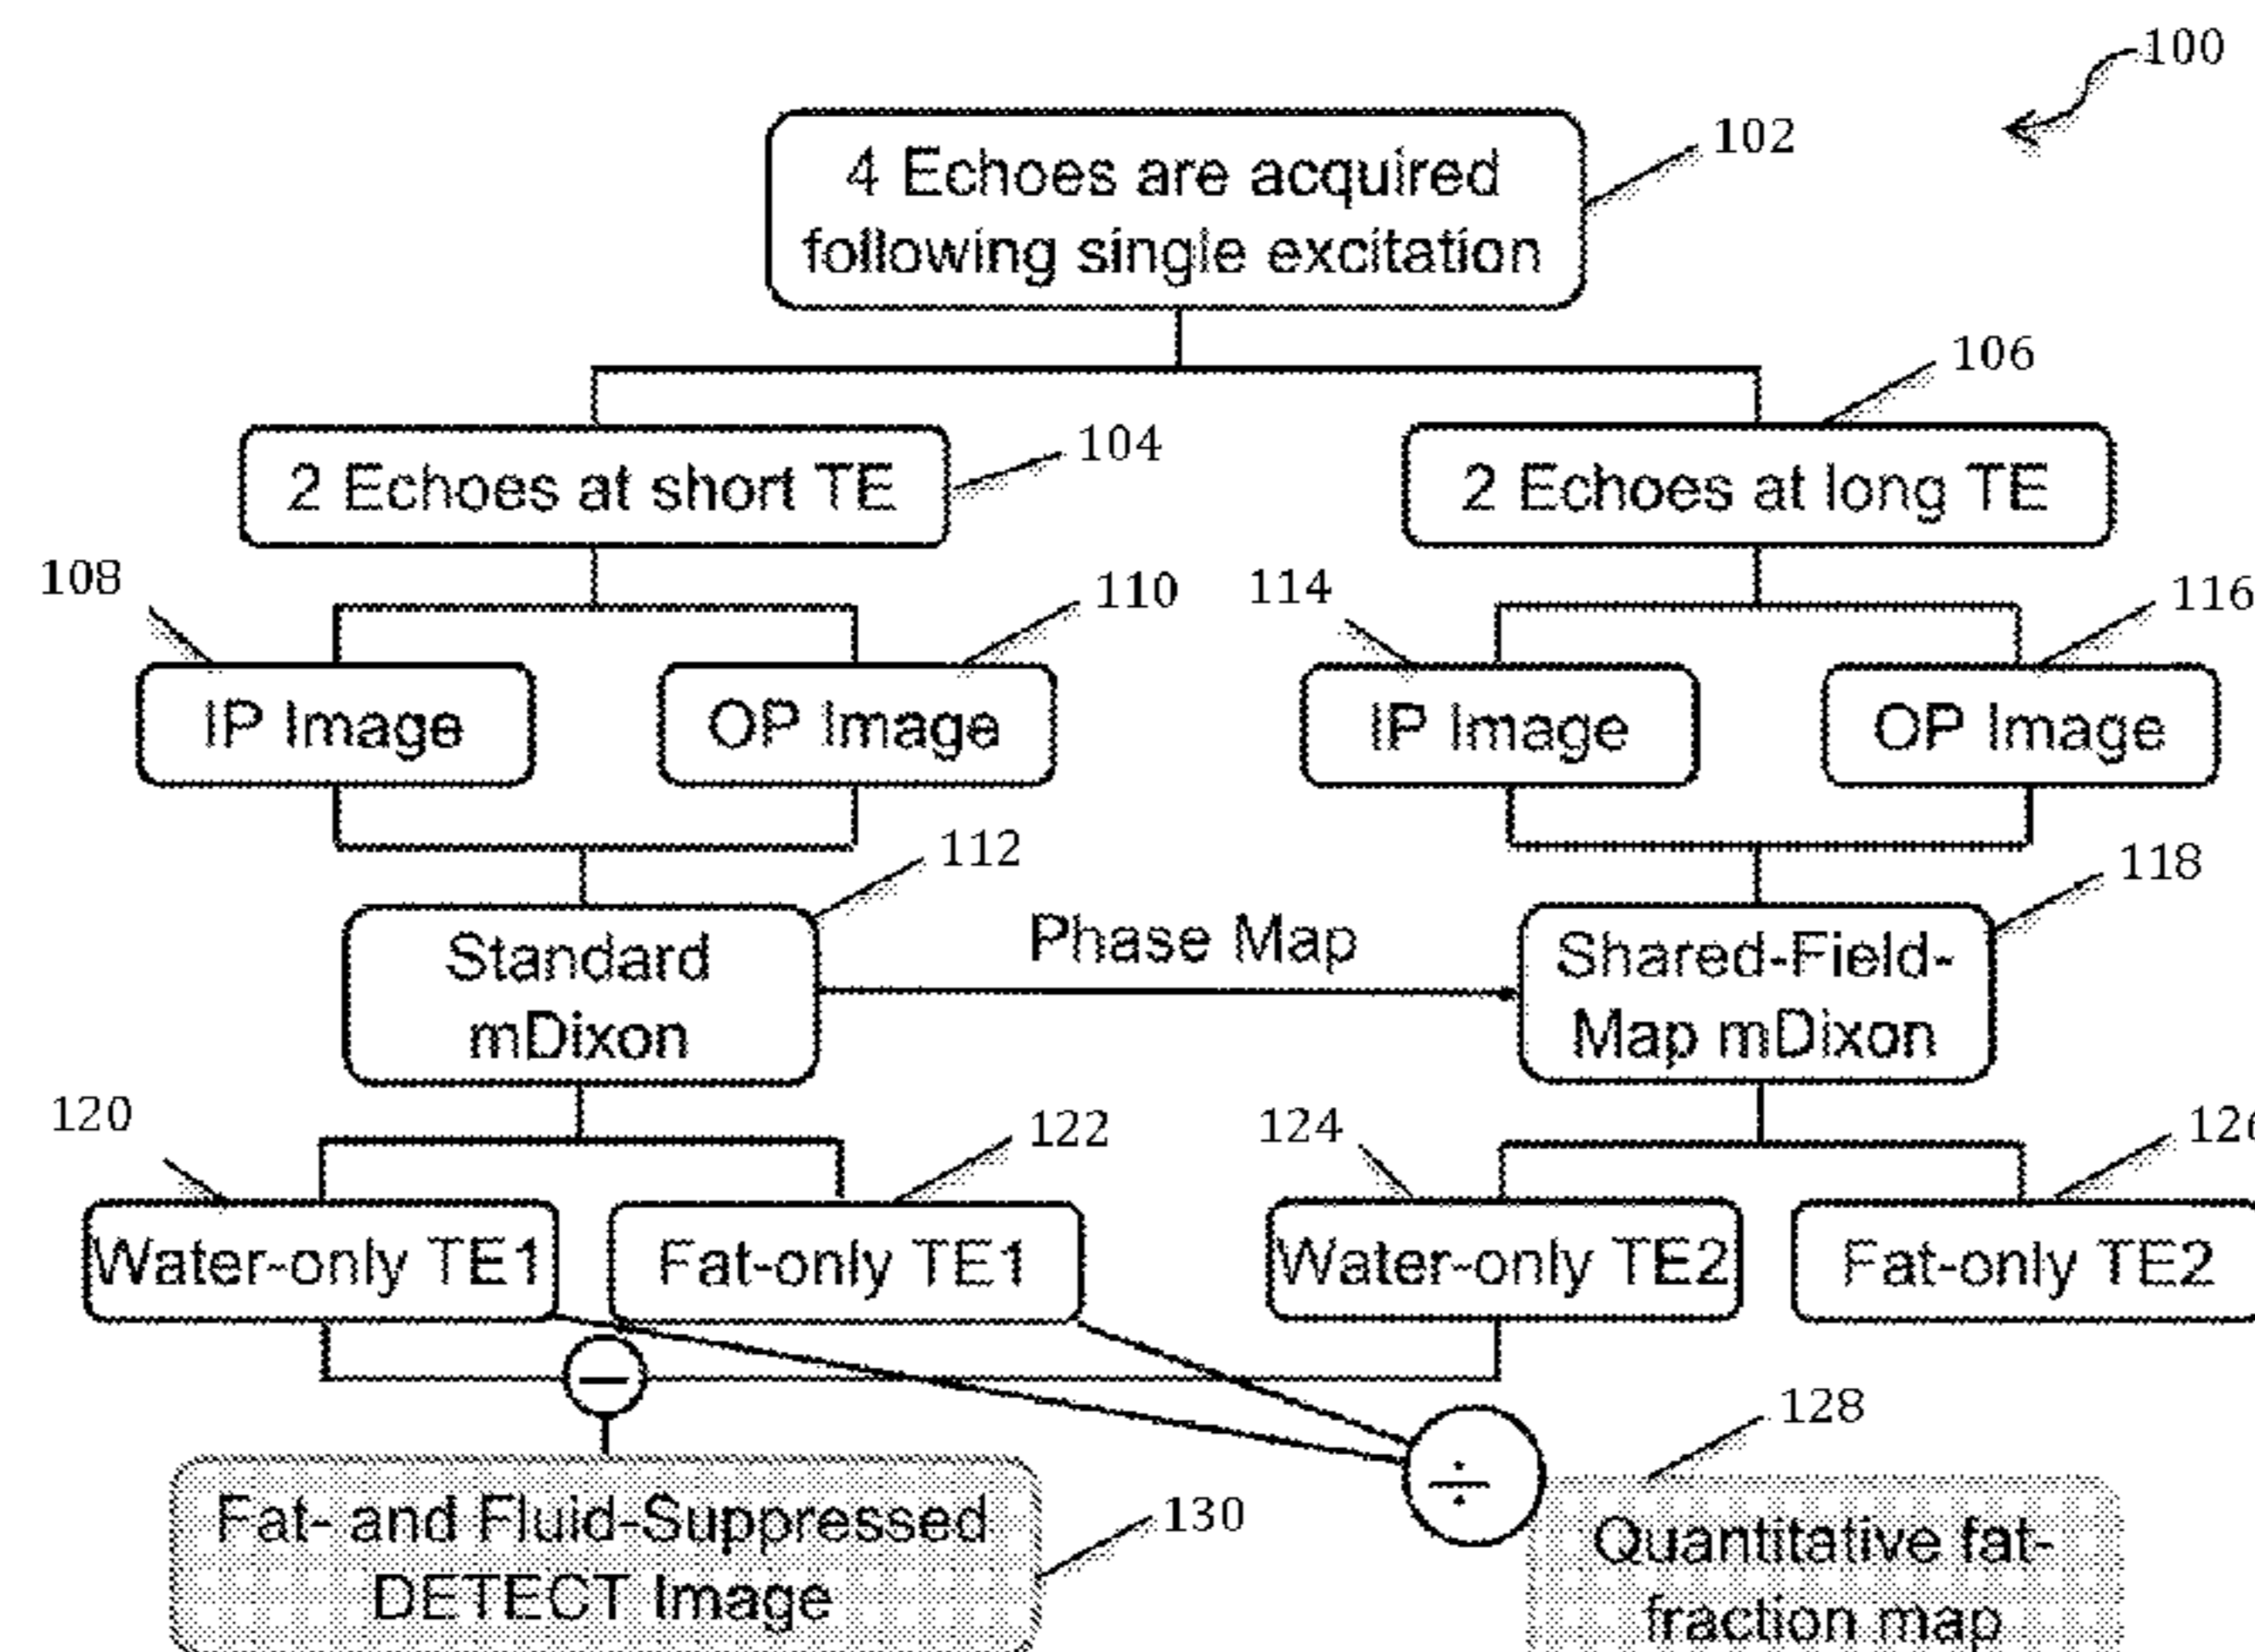 100
4 Echoes are acquired
following single excitation
102
106
104
2 Echoes at short TE
2 Echoes at long TE
108
110
114
116
IP Image
OP Image
IP Image
OP Image
112
118
Standard
mDixon
Phase Map
Shared-Field-
Map mDixon
120
122
124
126
Water-only TE1
Fat-only TE1
Water-only TE2
Fat-only TE2
−
÷
128
130
Fat- and Fluid-Suppressed
DETECT Image
Quantitative fat-
fraction map